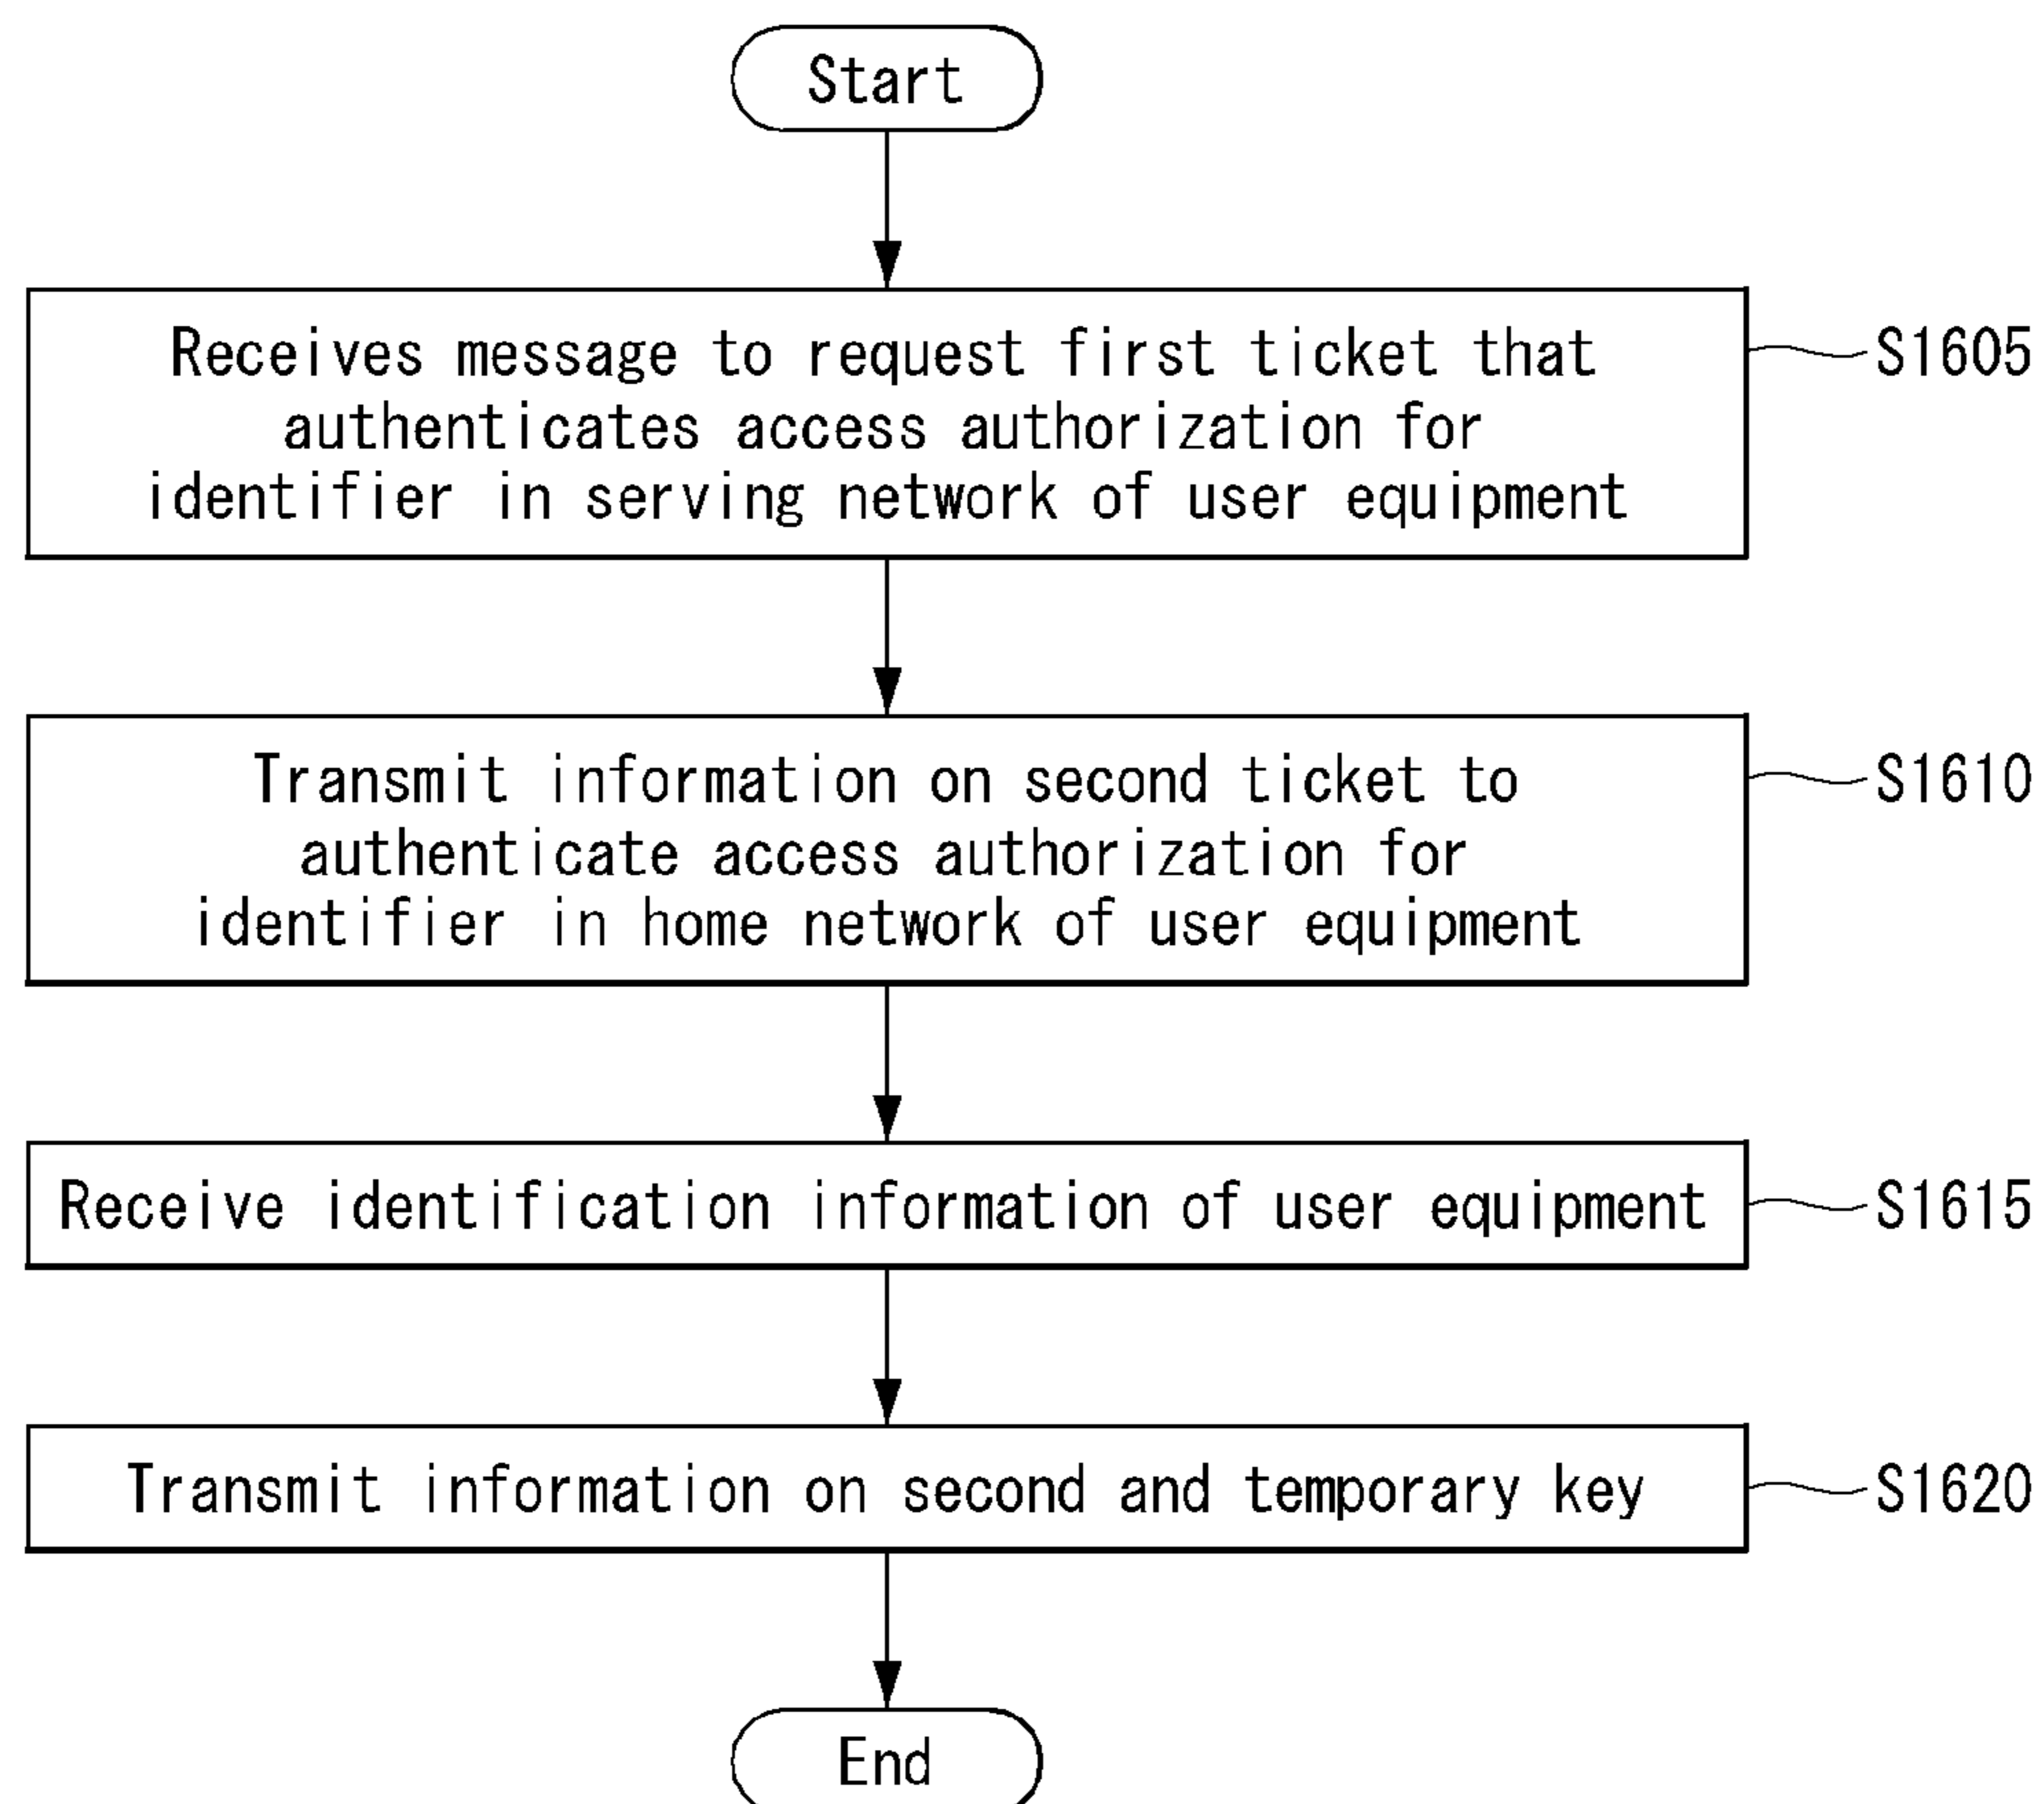 Start
Receives message to request first ticket that
authenticates access authorization for
identifier in serving network of user equipment
S1605
Transmit information on second ticket to
authenticate access authorization for
identifier in home network of user equipment
S1610
Receive identification information of user equipment
S1615
Transmit information on second and temporary key
S1620
End